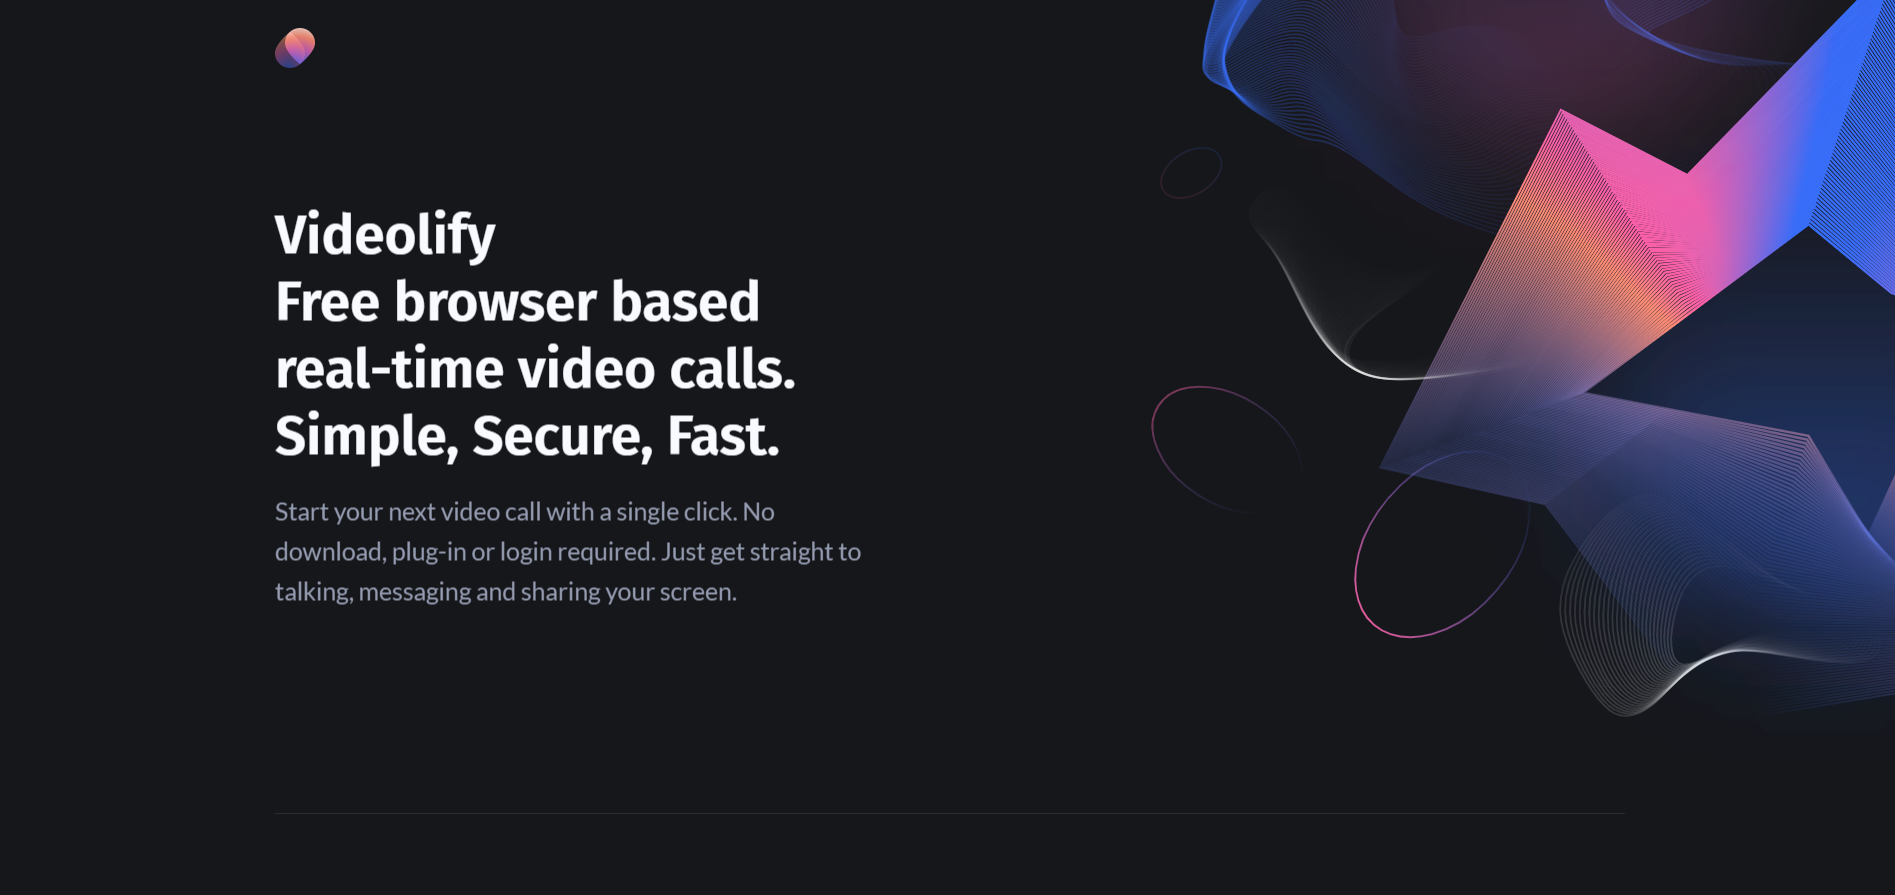 Videolify
Free browser based
real-time video calls.
Simple, Secure, Fast.
Start your next video call with a single click. No
download, plug-in or login required. Just get straight to
talking, messaging and sharing your screen.